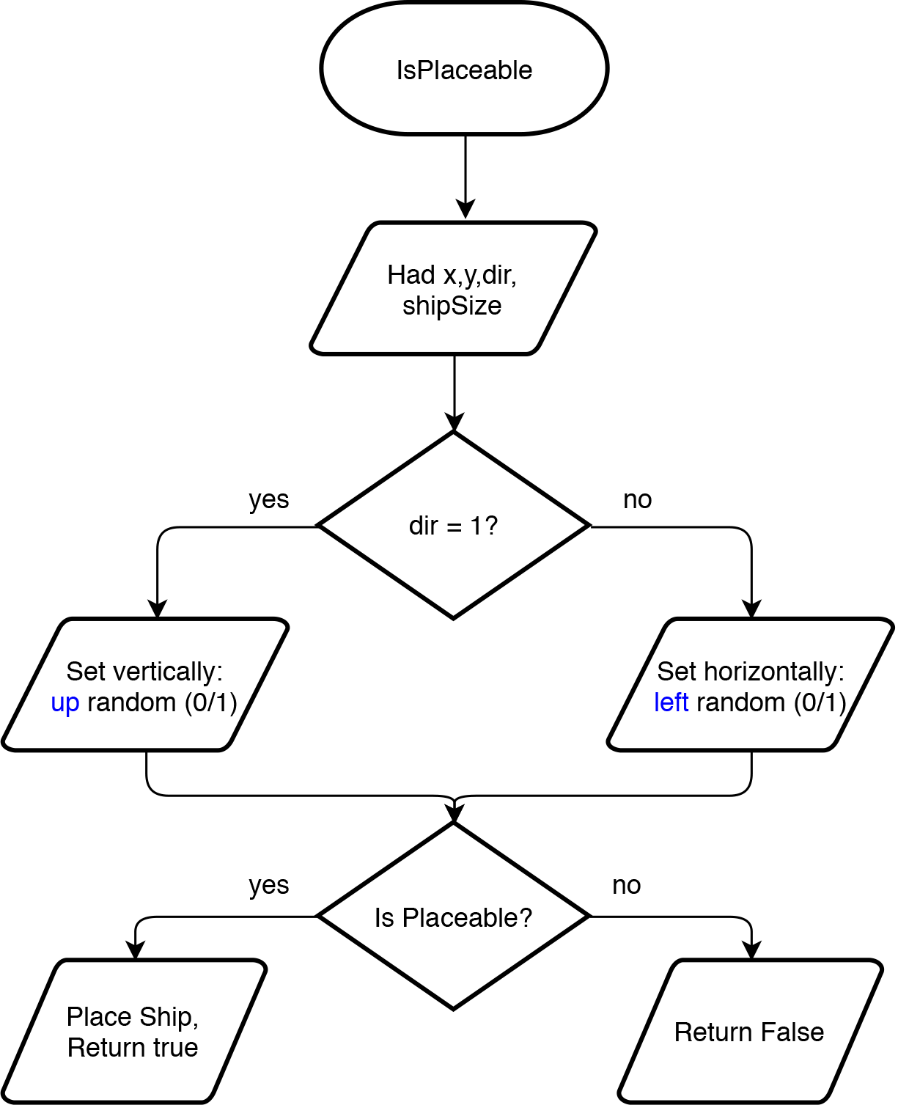 IsPlaceable
Had x,y,dir,
shipSize
yes
no
dir = 1?
Set vertically:
up random (0/1)
Set horizontally:
left random (0/1)
yes
no
Is Placeable?
Place Ship,
Return true
Return False